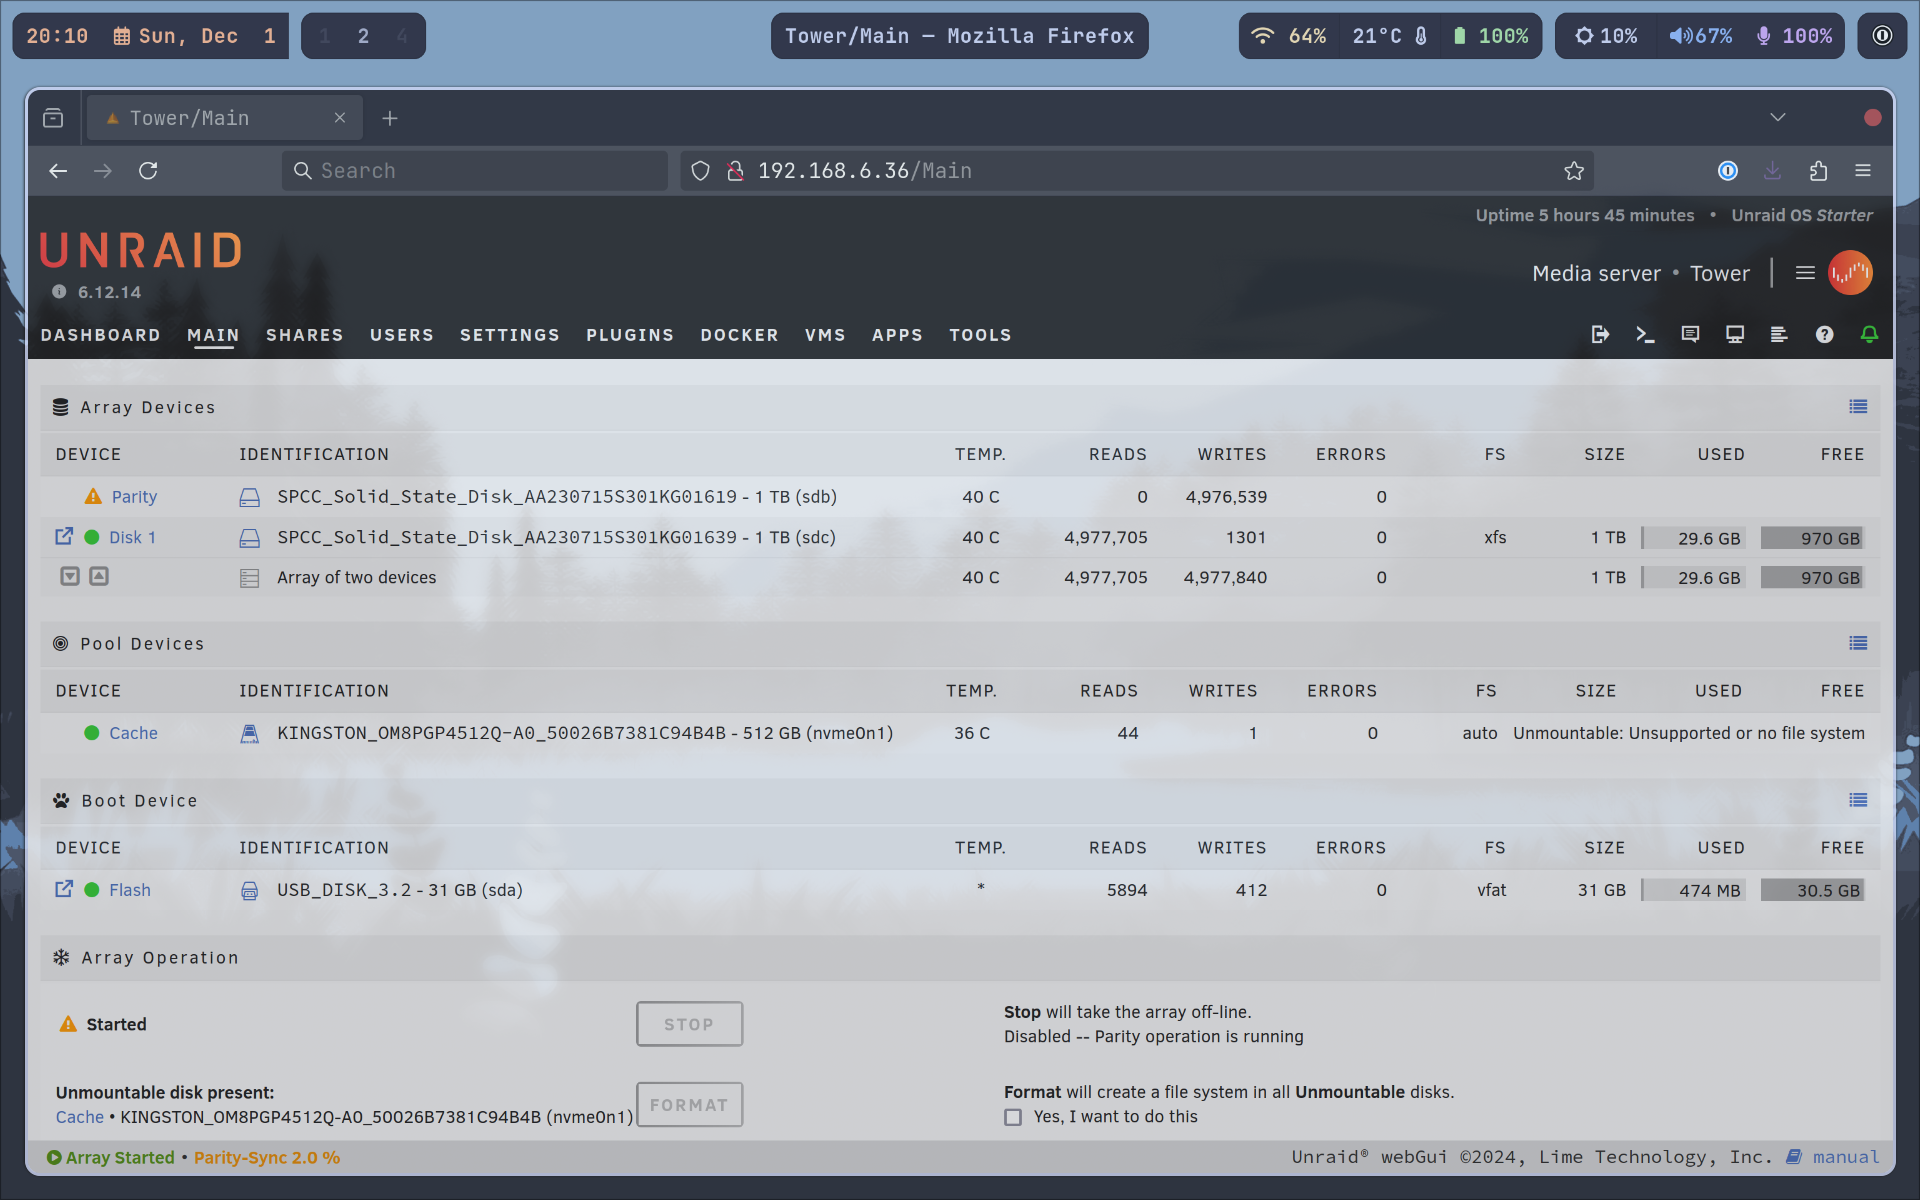 20:10 Sun, Dec 1 1 2 4 Tower/Main — Mozilla Firefox 64% 21°C 100% 10% 67% 100%
Tower/Main
Search 192.168.6.36/Main
Uptime 5 hours 45 minutes • Unraid OS Starter
UNRAID
Media server • Tower
6.12.14
DASHBOARD MAIN SHARES USERS SETTINGS PLUGINS DOCKER VMS APPS TOOLS
Array Devices
DEVICE IDENTIFICATION TEMP. READS WRITES ERRORS FS SIZE USED FREE
Parity SPCC_Solid_State_Disk_AA230715S301KG01619 - 1 TB (sdb) 40 C 0 4,976,539 0
Disk 1 SPCC_Solid_State_Disk_AA230715S301KG01639 - 1 TB (sdc) 40 C 4,977,705 1301 0 xfs 1 TB 29.6 GB 970 GB
Array of two devices 40 C 4,977,705 4,977,840 0 1 TB 29.6 GB 970 GB
Pool Devices
DEVICE IDENTIFICATION TEMP. READS WRITES ERRORS FS SIZE USED FREE
Cache KINGSTON_OM8PGP4512Q-A0_50026B7381C94B4B - 512 GB (nvme0n1) 36 C 44 1 0 auto Unmountable: Unsupported or no file system
Boot Device
DEVICE IDENTIFICATION TEMP. READS WRITES ERRORS FS SIZE USED FREE
Flash USB_DISK_3.2 - 31 GB (sda) * 5894 412 0 vfat 31 GB 474 MB 30.5 GB
Array Operation
Started STOP Stop will take the array off-line.
Disabled -- Parity operation is running
Unmountable disk present: FORMAT Format will create a file system in all Unmountable disks.
Cache • KINGSTON_OM8PGP4512Q-A0_50026B7381C94B4B (nvme0n1) Yes, I want to do this
Array Started • Parity-Sync 2.0 % Unraid® webGui ©2024, Lime Technology, Inc. manual